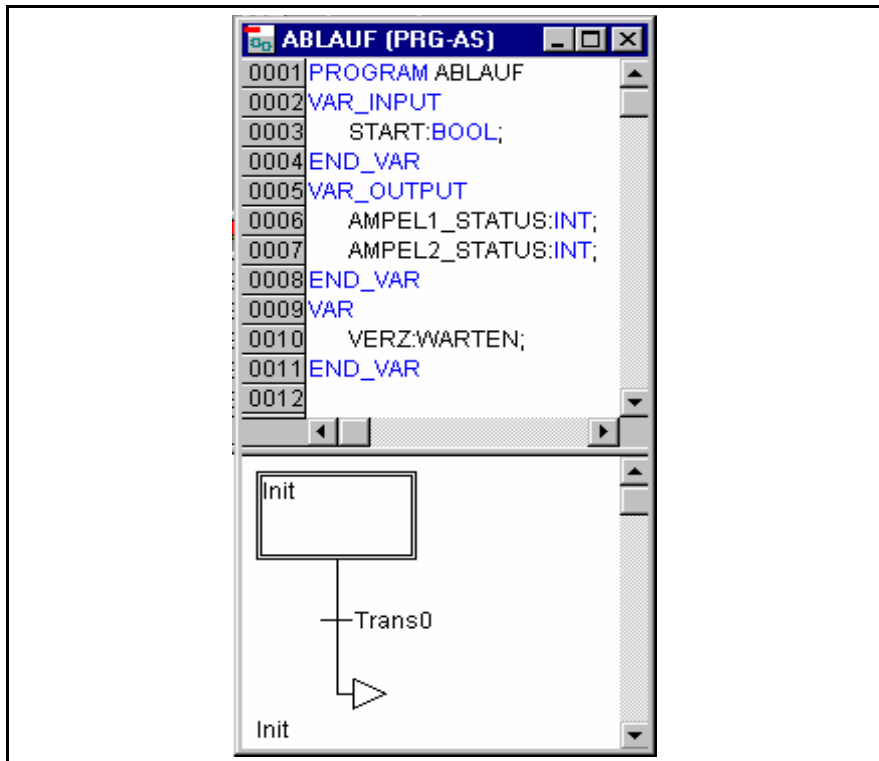 ABLAUF (PRG-AS)
0001 PROGRAM ABLAUF
0002 VAR_INPUT
0003 START:BOOL;
0004 END_VAR
0005 VAR_OUTPUT
0006 AMPEL1_STATUS:INT;
0007 AMPEL2_STATUS:INT;
0008 END_VAR
0009 VAR
0010 VERZ:WARTEN;
0011 END_VAR
0012
Init
Trans0
Init